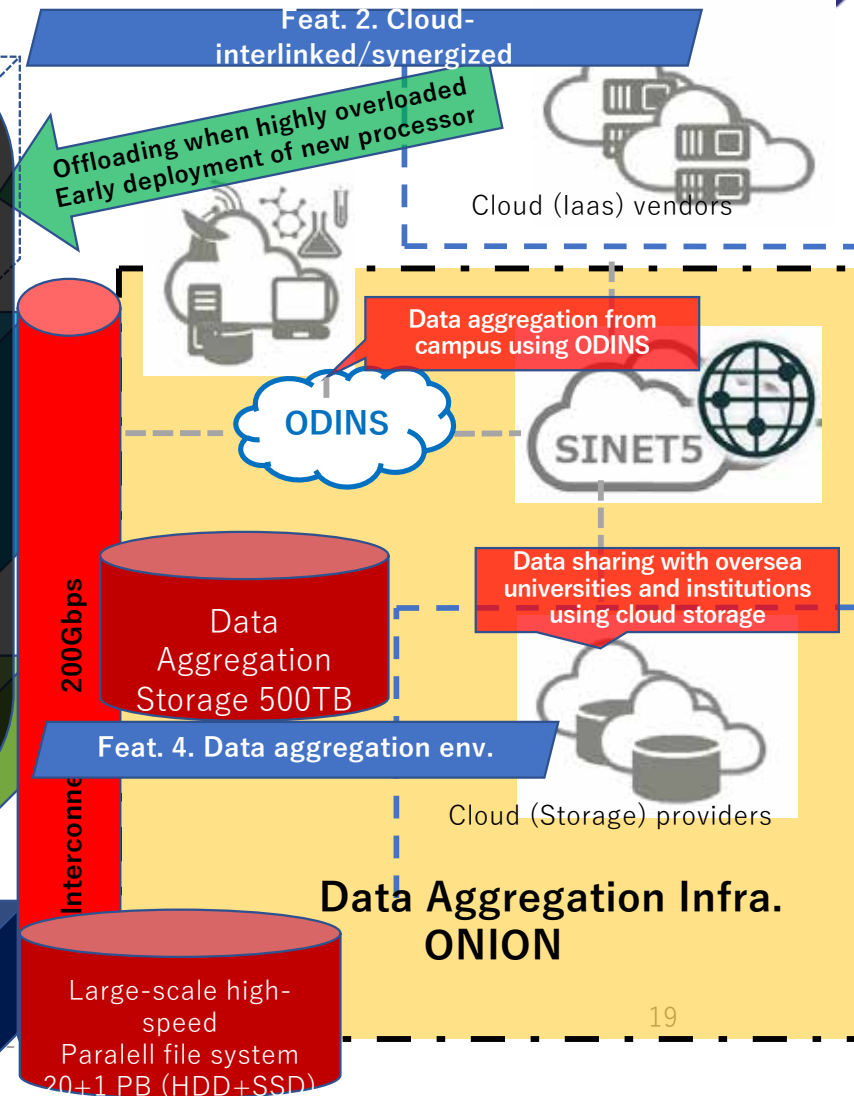 Feat. 2. Cloud-
interlinked/synergized
Offloading when highly overloaded
Early deployment of new processor
Cloud (Iaas) vendors
Data aggregation from
campus using ODINS
ODINS
SINET5
Data sharing with oversea
universities and institutions
using cloud storage
200Gbps
Interconne
Data
Aggregation
Storage 500TB
Feat. 4. Data aggregation env.
Cloud (Storage) providers
Data Aggregation Infra.
ONION
Large-scale high-
speed
Paralell file system
20+1 PB (HDD+SSD)
19